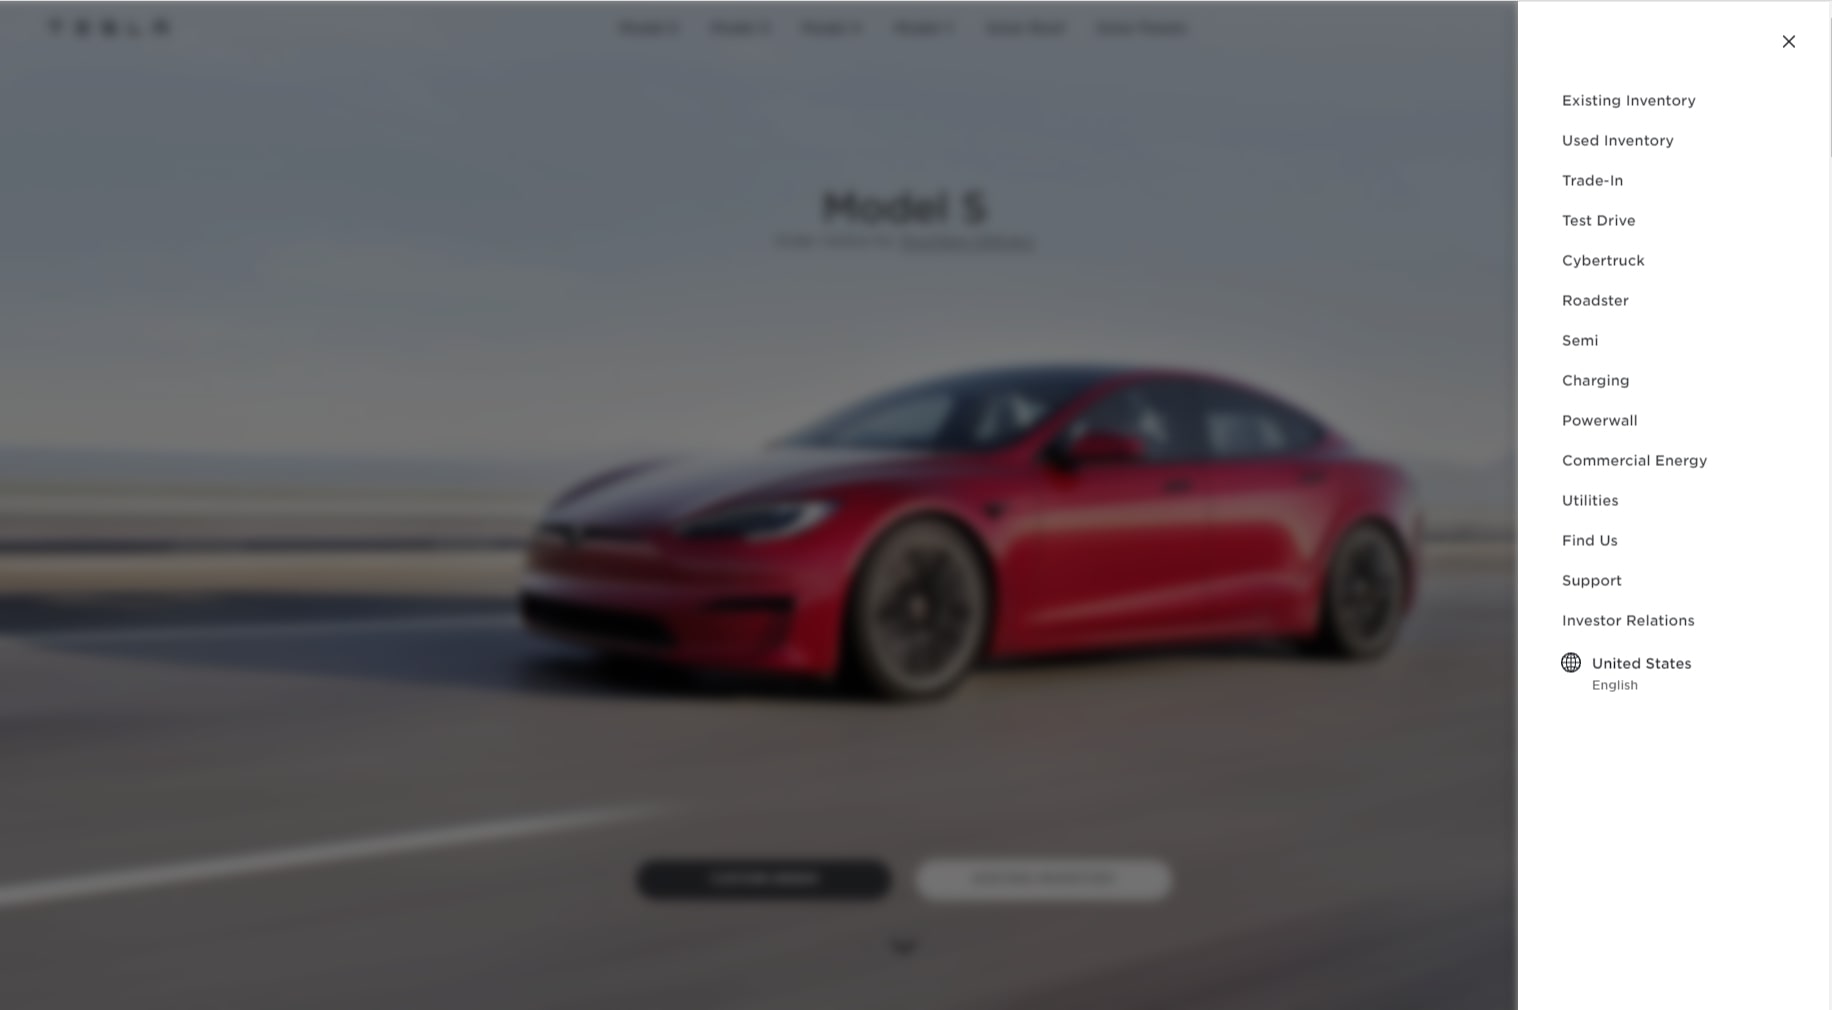 TESLA
Model S
Existing Inventory
Used Inventory
Trade-In
Test Drive
Cybertruck
Roadster
Semi
Charging
Powerwall
Commercial Energy
Utilities
Find Us
Support
Investor Relations
United States
English